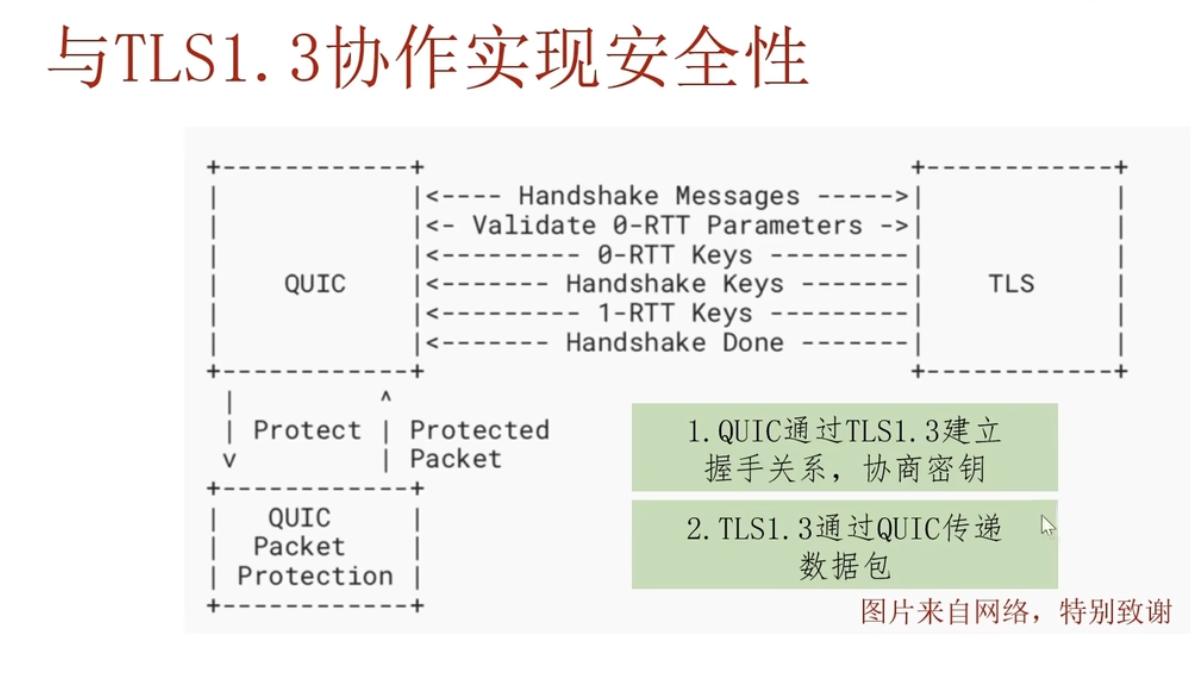 与TLS1.3协作实现安全性
+-------------+                               +------------+
|             |<---- Handshake Messages ----->|            |
|             |<- Validate 0-RTT Parameters ->|            |
|             |<--------- 0-RTT Keys ---------|            |
|    QUIC     |<------- Handshake Keys -------|    TLS     |
|             |<--------- 1-RTT Keys ---------|            |
|             |<------- Handshake Done -------|            |
+-------------+                               +------------+
|         ^
| Protect | Protected
v         | Packet
+-------------+
|   QUIC      |
|  Packet     |
| Protection  |
+-------------+
1.QUIC通过TLS1.3建立
握手关系，协商密钥
2.TLS1.3通过QUIC传递
数据包
图片来自网络，特别致谢